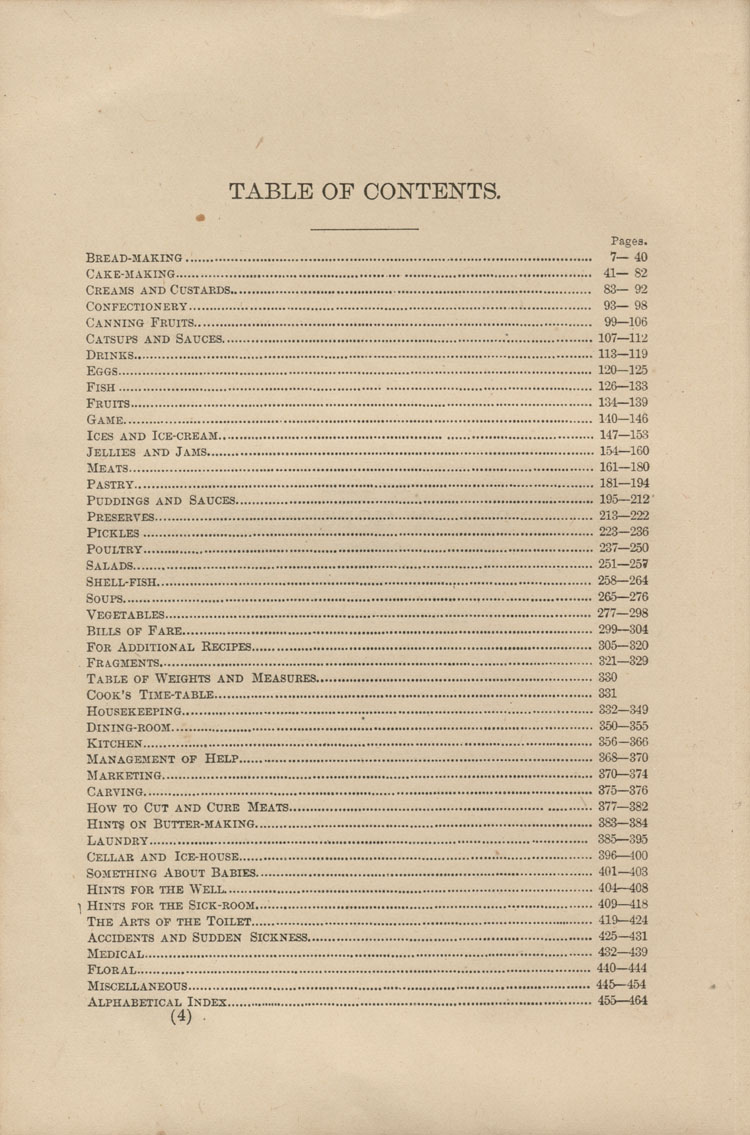 TABLE OF CONTENTS.
Pages.
BREAD-MAKING 7— 40
CAKE-MAKING 41— 82
CREAMS AND CUSTARDS 83— 92
CONFECTIONERY 93— 98
CANNING FRUITS 99—106
CATSUPS AND SAUCES 107—112
DRINKS 113—119
EGGS 120—125
FISH 126—133
FRUITS 134—139
GAME 140—146
ICES AND ICE-CREAM 147—153
JELLIES AND JAMS 154—160
MEATS 161—180
PASTRY 181—194
PUDDINGS AND SAUCES 195—212
PRESERVES 213—222
PICKLES 223—236
POULTRY 237—250
SALADS 251—257
SHELL-FISH 258—264
SOUPS 265—276
VEGETABLES 277—298
BILLS OF FARE 299—304
FOR ADDITIONAL RECIPES 305—320
FRAGMENTS 321—329
TABLE OF WEIGHTS AND MEASURES 330
COOK'S TIME-TABLE 331
HOUSEKEEPING 332—349
DINING-ROOM 350—355
KITCHEN 356—366
MANAGEMENT OF HELP 368—370
MARKETING 370—374
CARVING 375—376
HOW TO CUT AND CURE MEATS 377—382
HINTS ON BUTTER-MAKING 383—384
LAUNDRY 385—395
CELLAR AND ICE-HOUSE 396—400
SOMETHING ABOUT BABIES 401—403
HINTS FOR THE WELL 404—408
HINTS FOR THE SICK-ROOM 409—418
THE ARTS OF THE TOILET 419—424
ACCIDENTS AND SUDDEN SICKNESS 425—431
MEDICAL 432—439
FLORAL 440—444
MISCELLANEOUS 445—454
ALPHABETICAL INDEX 455—464
(4)